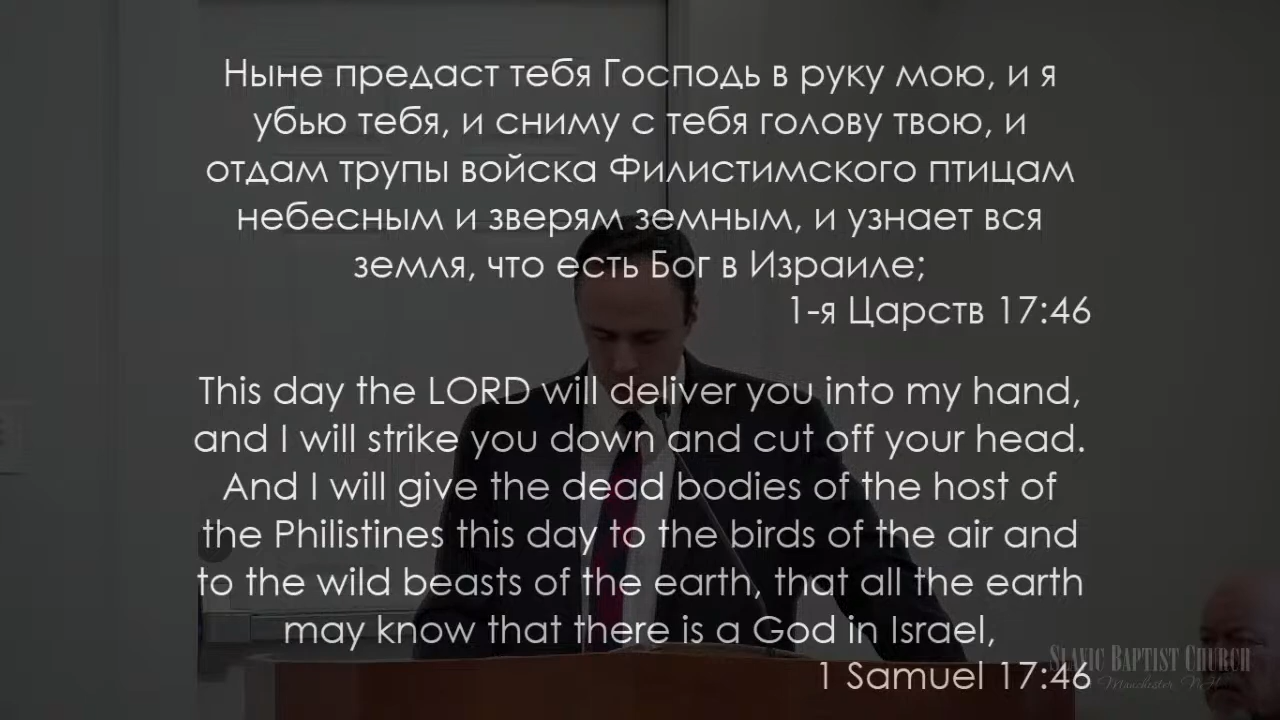 Ныне предаст тебя Господь в руку мою, и я
убью тебя, и сниму с тебя голову твою, и
отдам трупы войска Филистимского птицам
небесным и зверям земным, и узнает вся
земля, что есть Бог в Израиле;
1-я Царств 17:46
This day the LORD will deliver you into my hand,
and I will strike you down and cut off your head.
And I will give the dead bodies of the host of
the Philistines this day to the birds of the air and
to the wild beasts of the earth, that all the earth
may know that there is a God in Israel,
1 Samuel 17:46
SLAVIC BAPTIST CHURCH
Manchester, NH